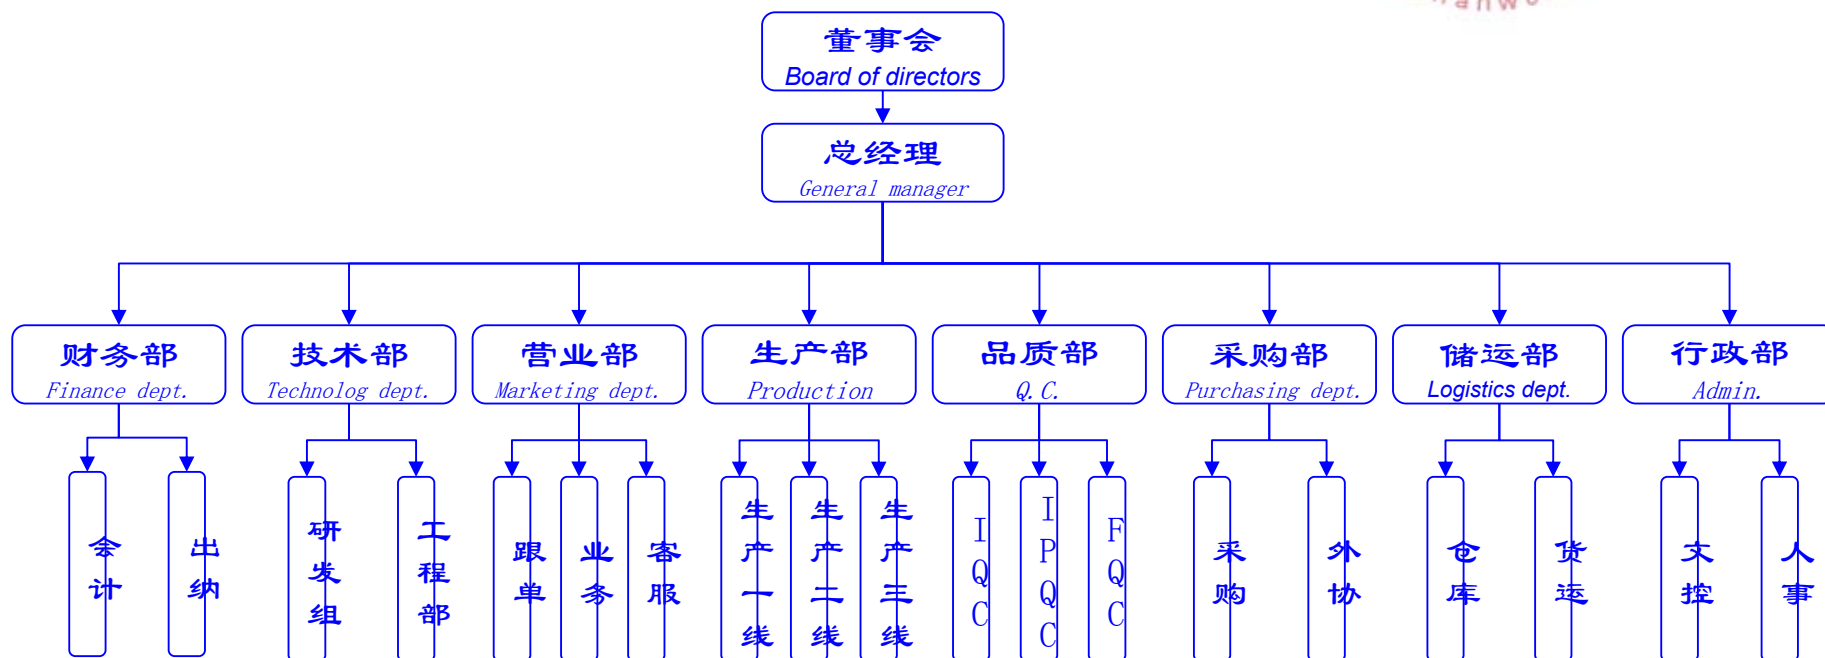 anw
董事会
Board of directors
总经理
General manager
财务部
Finance dept.
技术部
Technolog dept.
营业部
Marketing dept.
生产部
Production
品质部
Q.C.
采购部
Purchasing dept.
储运部
Logistics dept.
行政部
Admin.
会计
出纳
研发组
工程部
跟单
业务
客服
生产一线
生产二线
生产三线
IQC
IPQC
FQC
采购
外协
仓库
货运
文控
人事